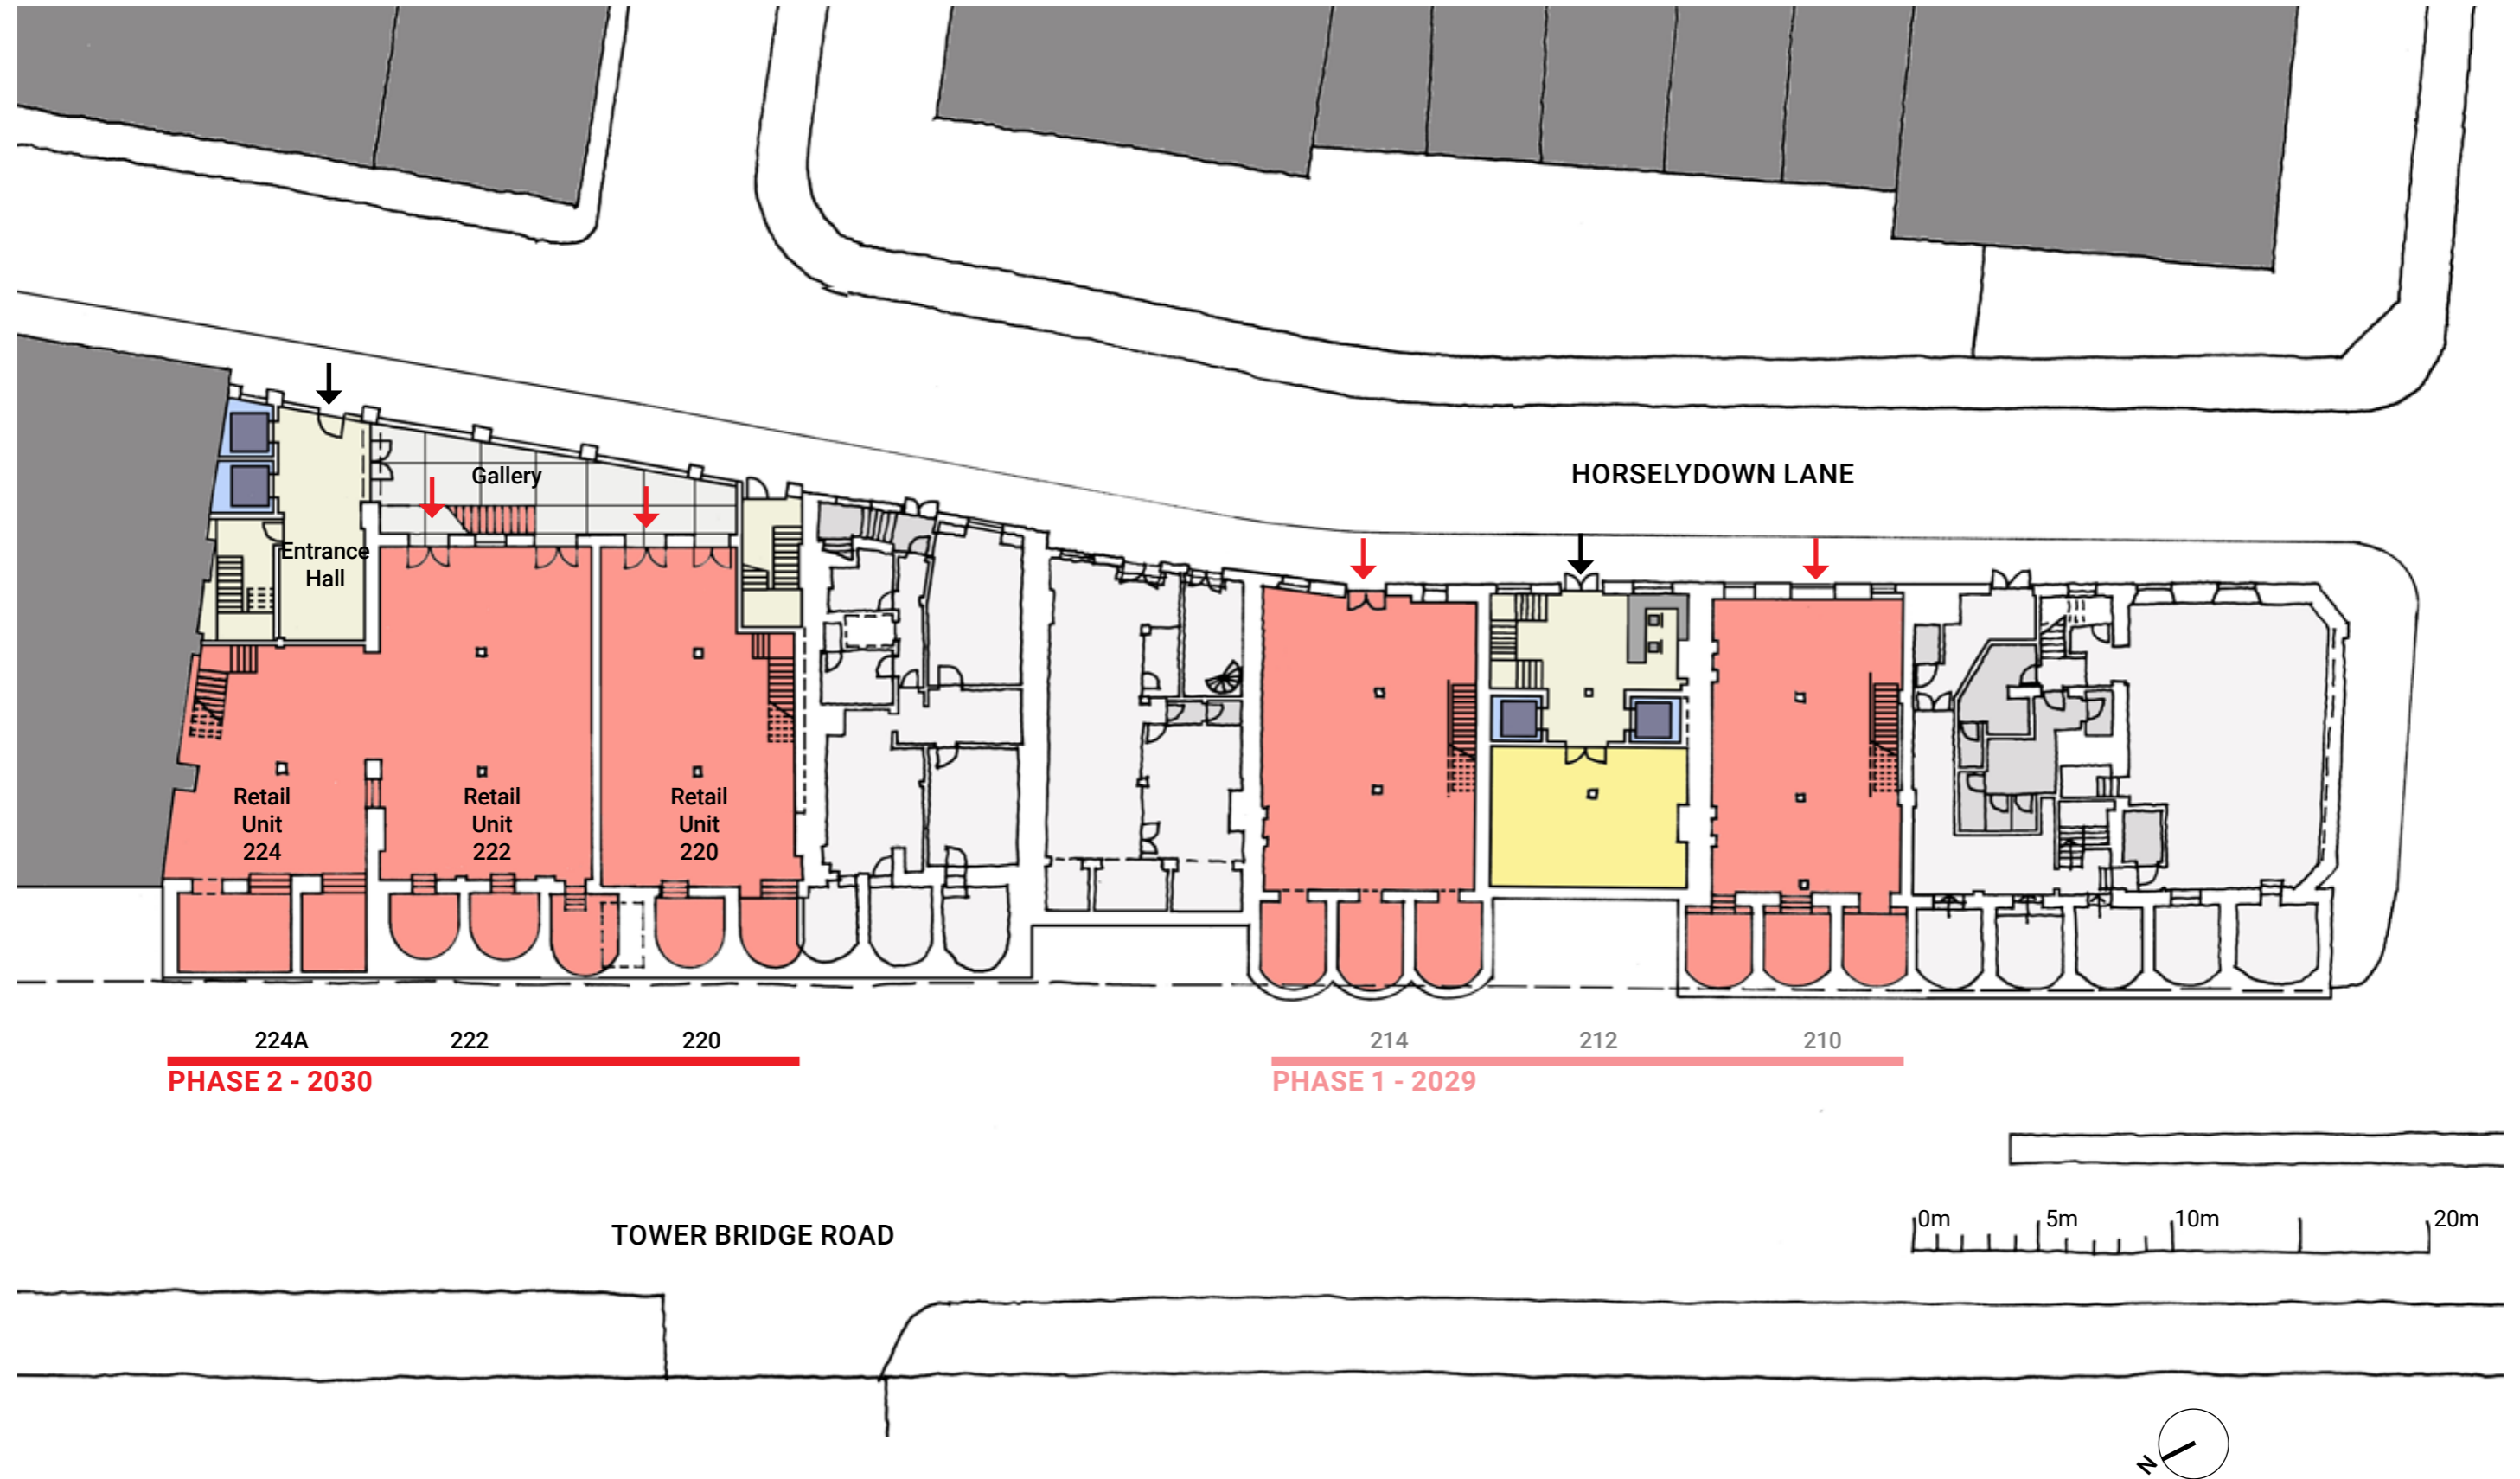 HORSELYDOWN LANE
Gallery
Entrance
Hall
Retail
Unit
224
Retail
Unit
222
Retail
Unit
220
224A
222
220
PHASE 2 - 2030
214
212
210
PHASE 1 - 2029
TOWER BRIDGE ROAD
0m
5m
10m
20m
N